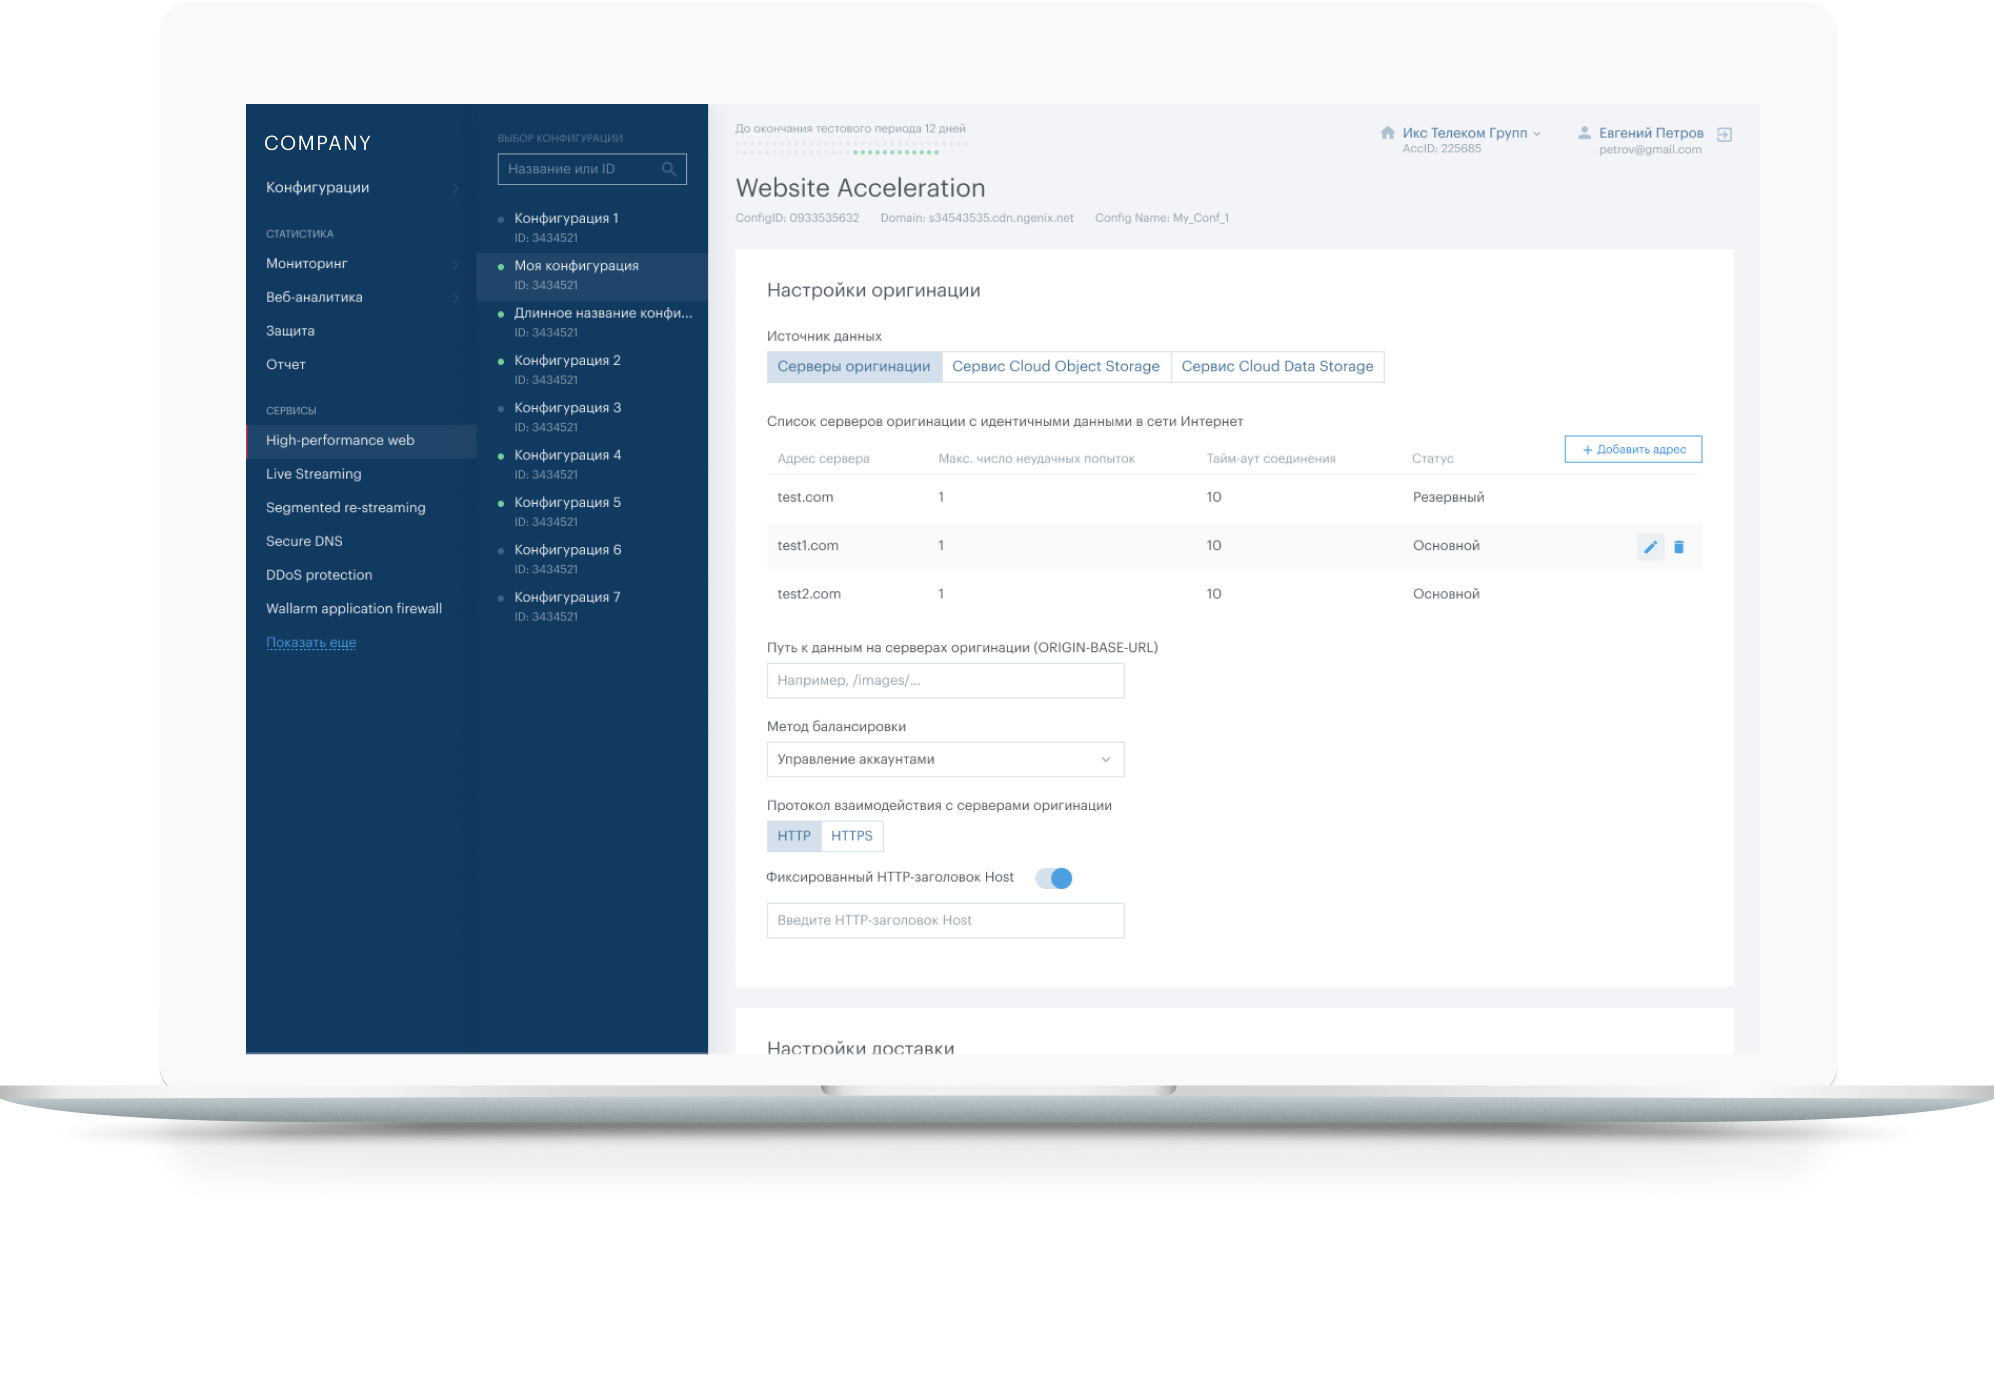 COMPANY
Конфигурации
СТАТИСТИКА
Мониторинг
Веб-аналитика
Защита
Отчет
СЕРВИСЫ
High-performance web
Live Streaming
Segmented re-streaming
Secure DNS
DDoS protection
Wallarm application firewall
Показать еще
ВЫБОР КОНФИГУРАЦИИ
Название или ID
Конфигурация 1
ID: 3434521
Моя конфигурация
ID: 3434521
Длинное название конфи...
ID: 3434521
Конфигурация 2
ID: 3434521
Конфигурация 3
ID: 3434521
Конфигурация 4
ID: 3434521
Конфигурация 5
ID: 3434521
Конфигурация 6
ID: 3434521
Конфигурация 7
ID: 3434521
До окончания тестового периода 12 дней
Икс Телеком Групп
AccID: 225685
Евгений Петров
petrov@gmail.com
Website Acceleration
ConfigID: 0933535632 Domain: s34543535.cdn.ngenix.net Config Name: My_Conf_1
Настройки оригинации
Источник данных
Серверы оригинации Сервис Cloud Object Storage Сервис Cloud Data Storage
Список серверов оригинации с идентичными данными в сети Интернет
+ Добавить адрес
Адрес сервера Макс. число неудачных попыток Тайм-аут соединения Статус
test.com 1 10 Резервный
test1.com 1 10 Основной
test2.com 1 10 Основной
Путь к данным на серверах оригинации (ORIGIN-BASE-URL)
Например, /images/...
Метод балансировки
Управление аккаунтами
Протокол взаимодействия с серверами оригинации
HTTP HTTPS
Фиксированный HTTP-заголовок Host
Введите HTTP-заголовок Host
Настройки доставки